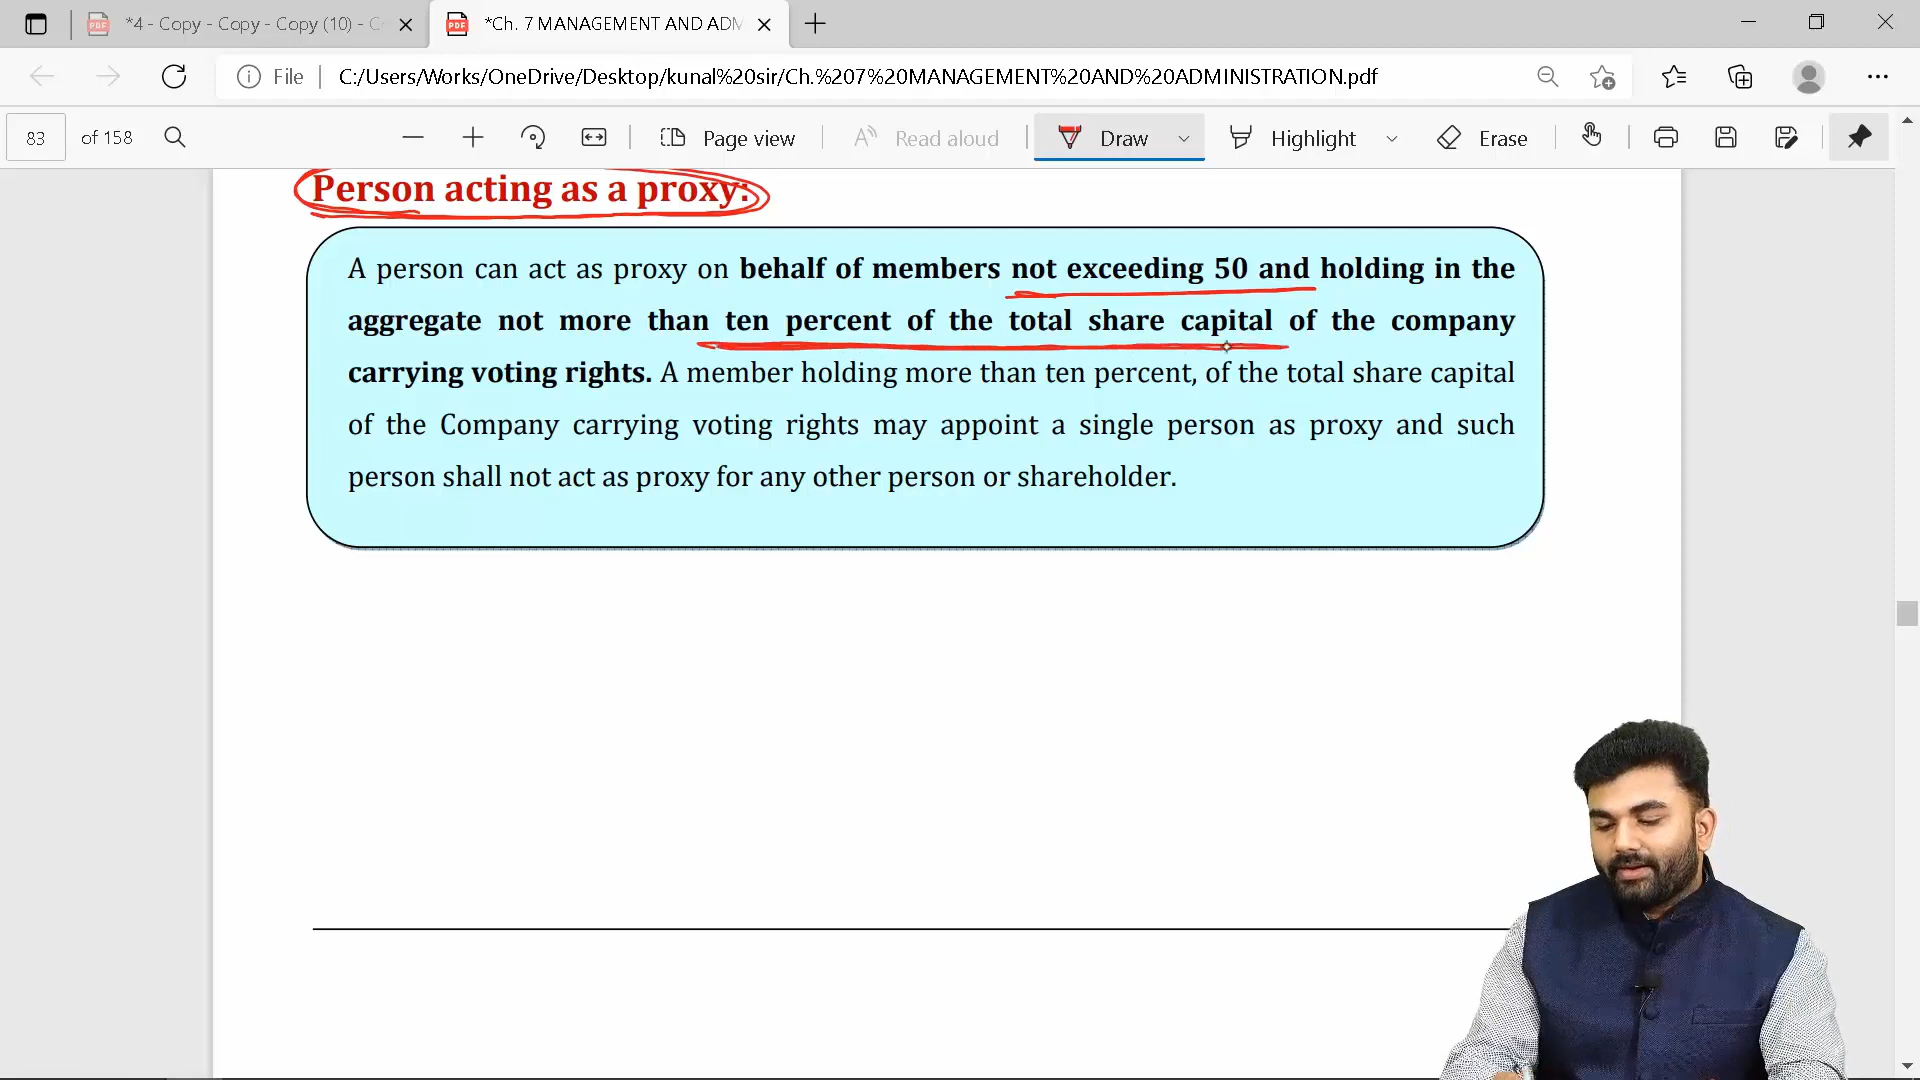 *4 - Copy - Copy - Copy (10) - C
*Ch. 7 MANAGEMENT AND ADM
File
C:/Users/Works/OneDrive/Desktop/kunal%20sir/Ch.%207%20MANAGEMENT%20AND%20ADMINISTRATION.pdf
83 of 158
Page view
Read aloud
Draw
Highlight
Erase
Person acting as a proxy:
A person can act as proxy on behalf of members not exceeding 50 and holding in the
aggregate not more than ten percent of the total share capital of the company
carrying voting rights. A member holding more than ten percent, of the total share capital
of the Company carrying voting rights may appoint a single person as proxy and such
person shall not act as proxy for any other person or shareholder.